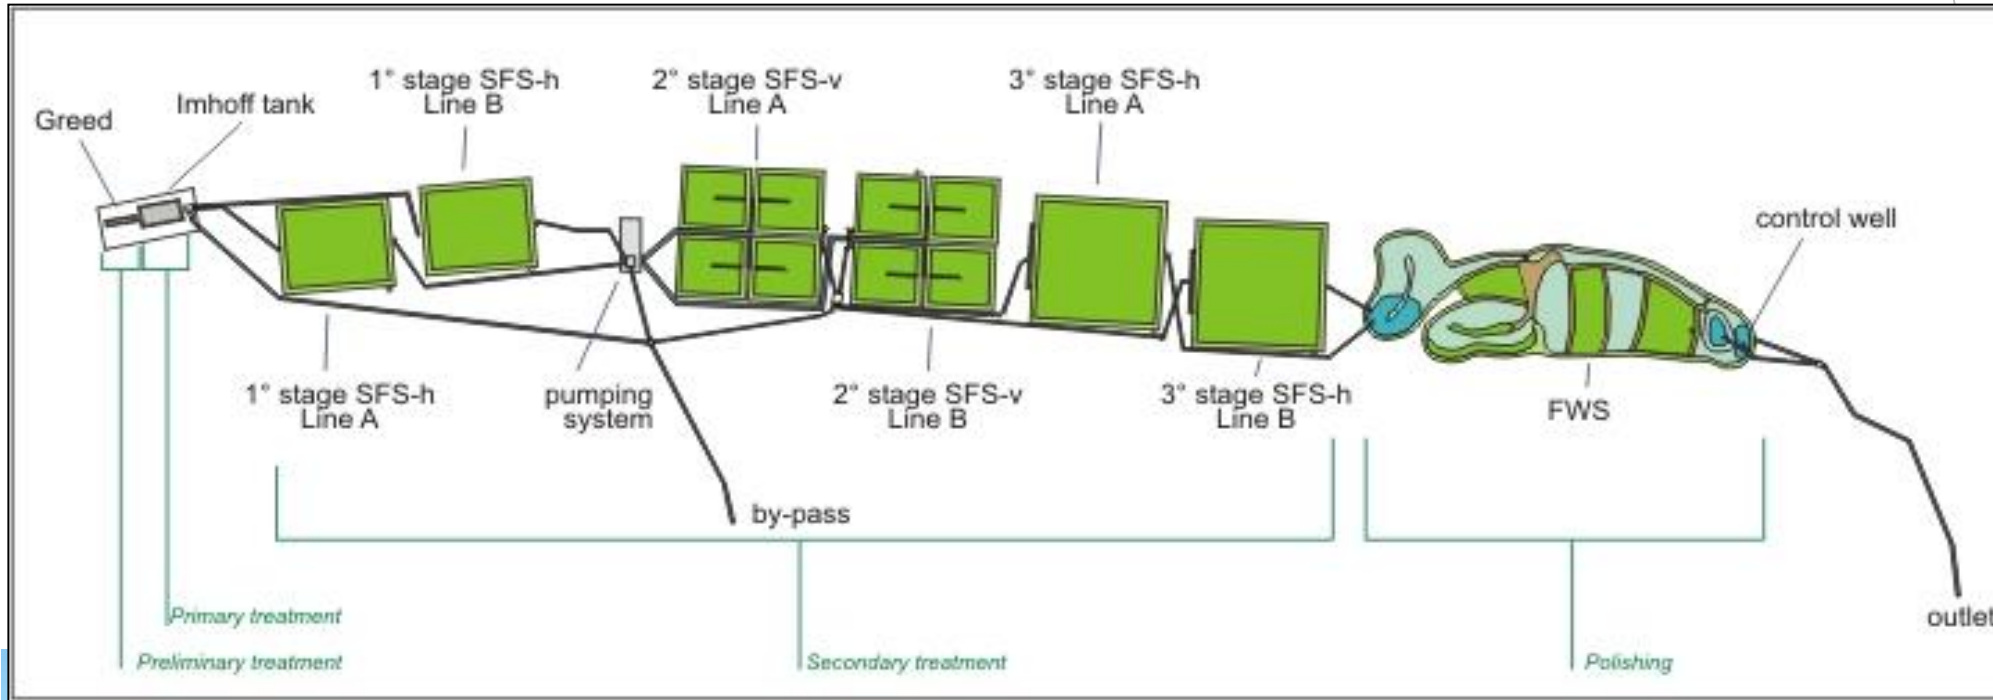 Greed
Imhoff tank
1° stage SFS-h
Line B
2° stage SFS-v
Line A
3° stage SFS-h
Line A
control well
1° stage SFS-h
Line A
pumping
system
2° stage SFS-v
Line B
3° stage SFS-h
Line B
FWS
by-pass
outlet
Primary treatment
Preliminary treatment
Secondary treatment
Polishing